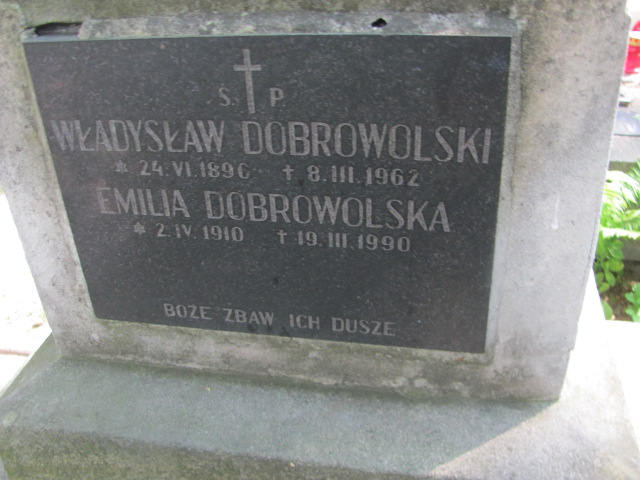 Ś. P.
WŁADYSŁAW DOBROWOLSKI
* 24.VI.1896 † 8.III.1962
EMILIA DOBROWOLSKA
* 2.IV.1910 † 19.III.1990
BOŻE ZBAW ICH DUSZE